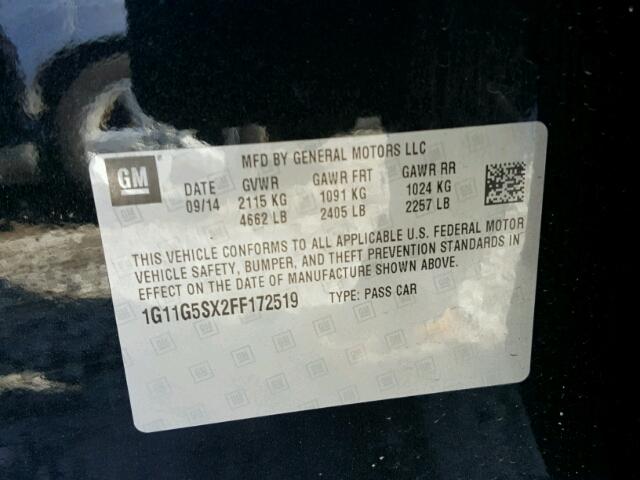 MFD BY GENERAL MOTORS LLC
GM
DATE GVWR GAWR FRT GAWR RR
09/14 2115 KG 1091 KG 1024 KG
4662 LB 2405 LB 2257 LB
THIS VEHICLE CONFORMS TO ALL APPLICABLE U.S. FEDERAL MOTOR
VEHICLE SAFETY, BUMPER, AND THEFT PREVENTION STANDARDS IN
EFFECT ON THE DATE OF MANUFACTURE SHOWN ABOVE.
1G11G5SX2FF172519 TYPE: PASS CAR